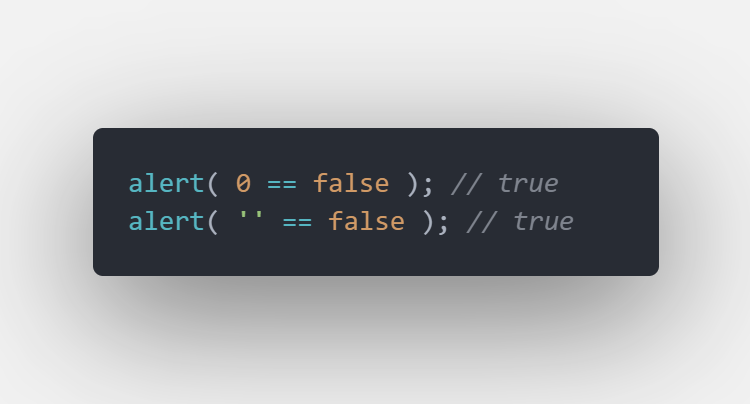 alert( 0 == false ); // true
alert( '' == false ); // true